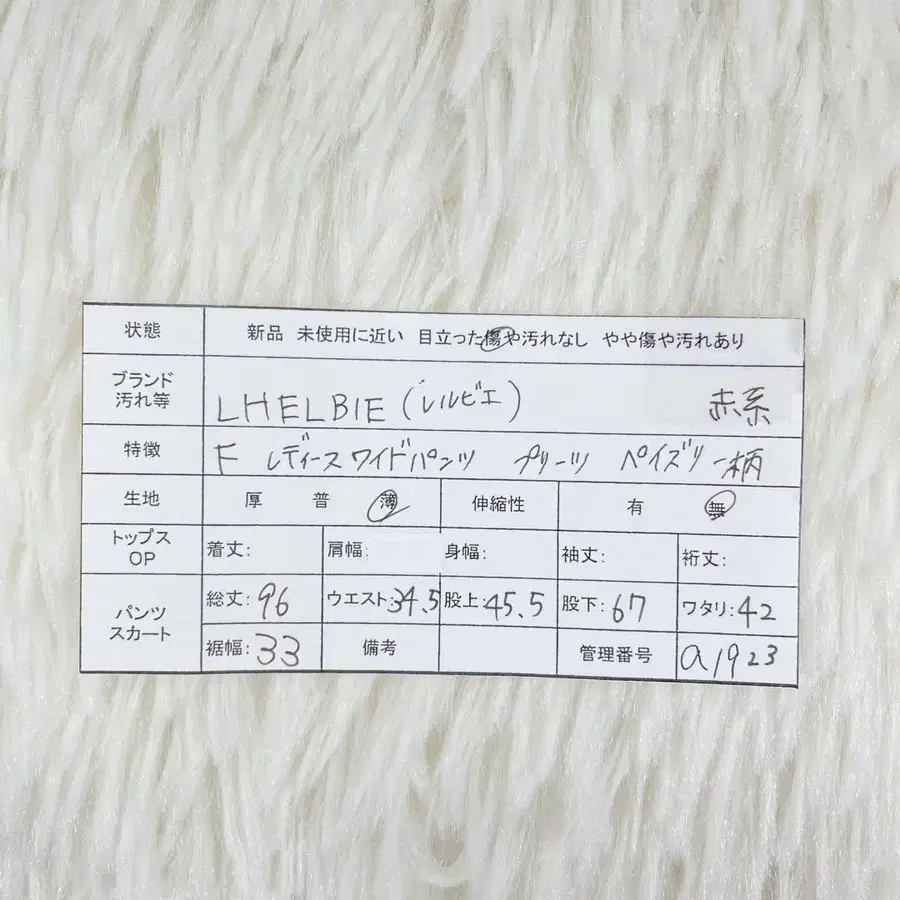 状態 新品 未使用に近い 目立った傷や汚れなし やや傷や汚れあり
ブランド
汚れ等 LHELBIE (レルビエ) 赤系
特徴 F レディース ワイドパンツ プリーツ ペイズリー柄
生地 厚 普 薄 伸縮性 有 無
トップス
OP 着丈: 肩幅: 身幅: 袖丈: 裄丈:
パンツ
スカート 総丈: 96 ウエスト: 34.5 股上: 45.5 股下: 67 ワタリ: 42
裾幅: 33 備考 管理番号 a1923